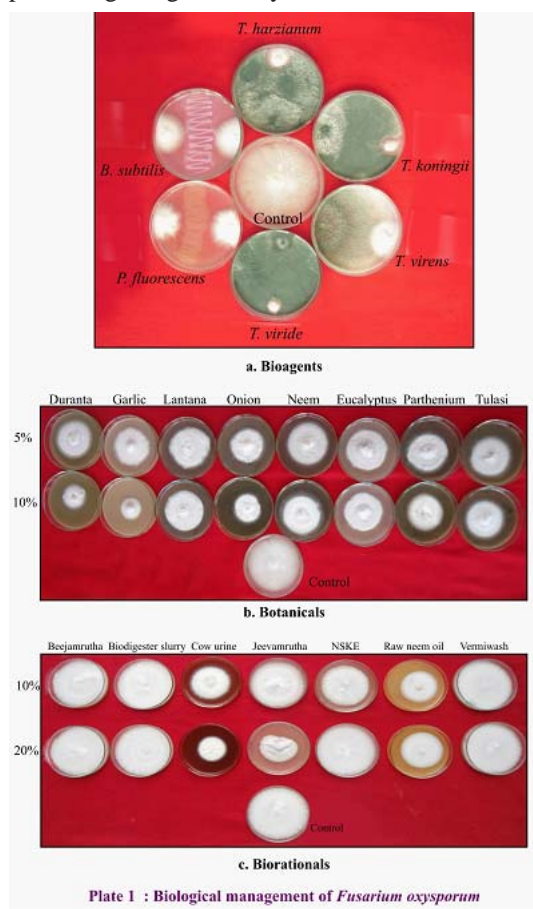 T. harzianum
B. subtilis
T. koningii
Control
P. fluorescens
T. virens
T. viride
a. Bioagents
Duranta Garlic Lantana Onion Neem Eucalyptus Parthenium Tulasi
5%
10%
Control
b. Botanicals
Beejamrutha Biodigester slurry Cow urine Jeevamrutha NSKE Raw neem oil Vermiwash
10%
20%
Control
c. Biorationals
Plate 1 : Biological management of Fusarium oxysporum